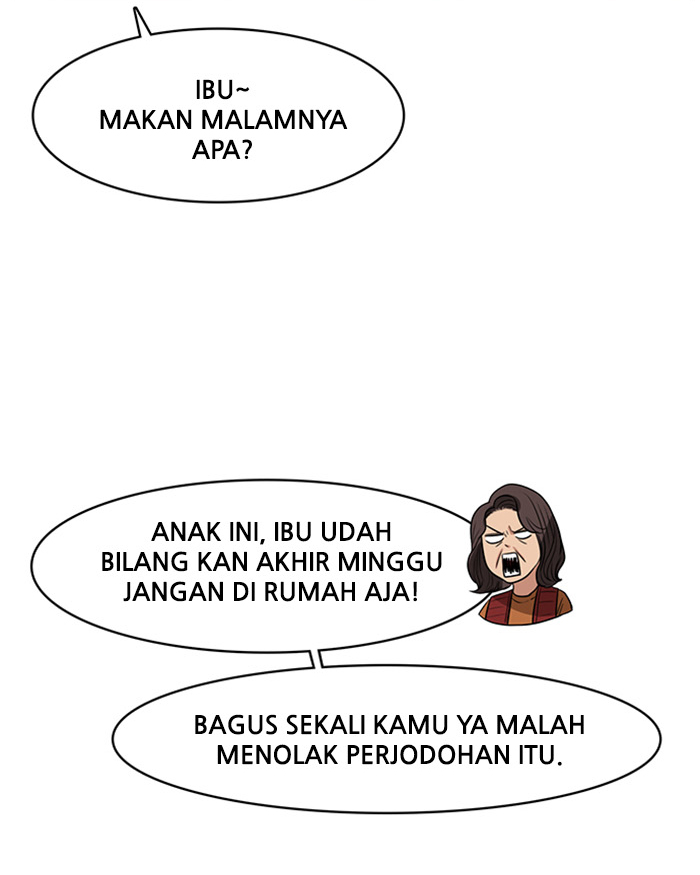 IBU~
MAKAN MALAMNYA
APA?
ANAK INI, IBU UDAH
BILANG KAN AKHIR MINGGU
JANGAN DI RUMAH AJA!
BAGUS SEKALI KAMU YA MALAH
MENOLAK PERJODOHAN ITU.